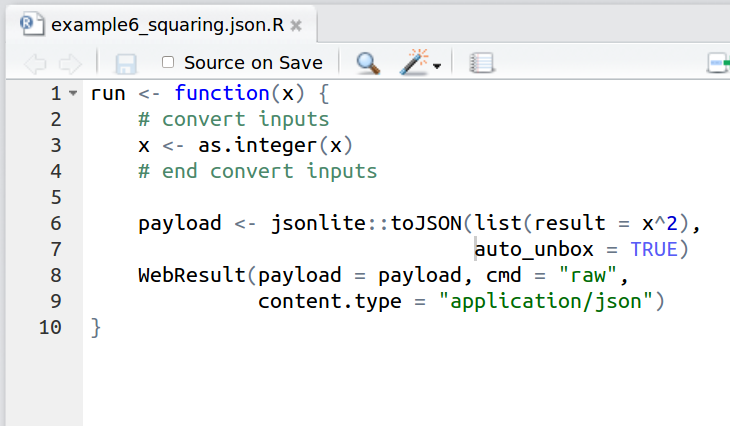 R example6_squaring.json.R ×
Source on Save
1 run <- function(x) {
2     # convert inputs
3     x <- as.integer(x)
4     # end convert inputs
5
6     payload <- jsonlite::toJSON(list(result = x^2),
7                                 auto_unbox = TRUE)
8     WebResult(payload = payload, cmd = "raw",
9               content.type = "application/json")
10 }